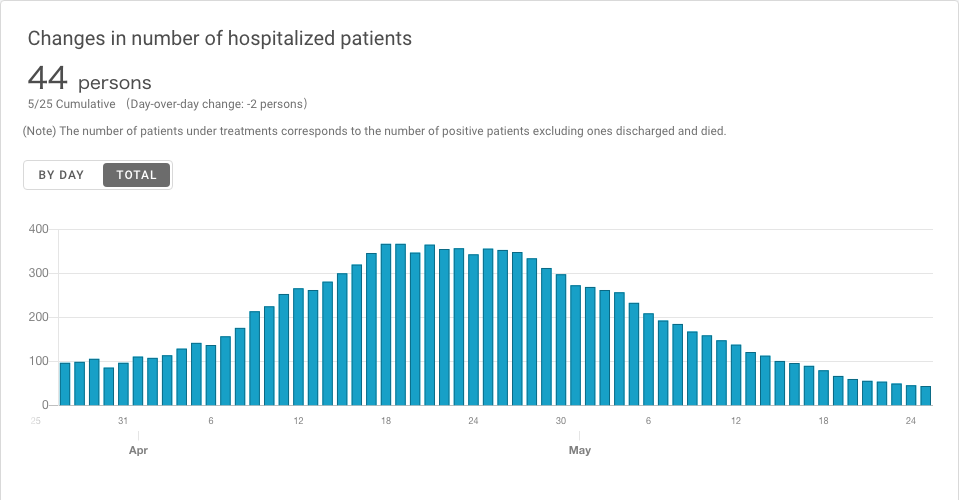 Changes in number of hospitalized patients
44 persons
5/25 Cumulative （Day-over-day change: -2 persons）
(Note) The number of patients under treatments corresponds to the number of positive patients excluding ones discharged and died.
BY DAY TOTAL
400
300
200
100
0
25 31 6 12 18 24 30 6 12 18 24
Apr May